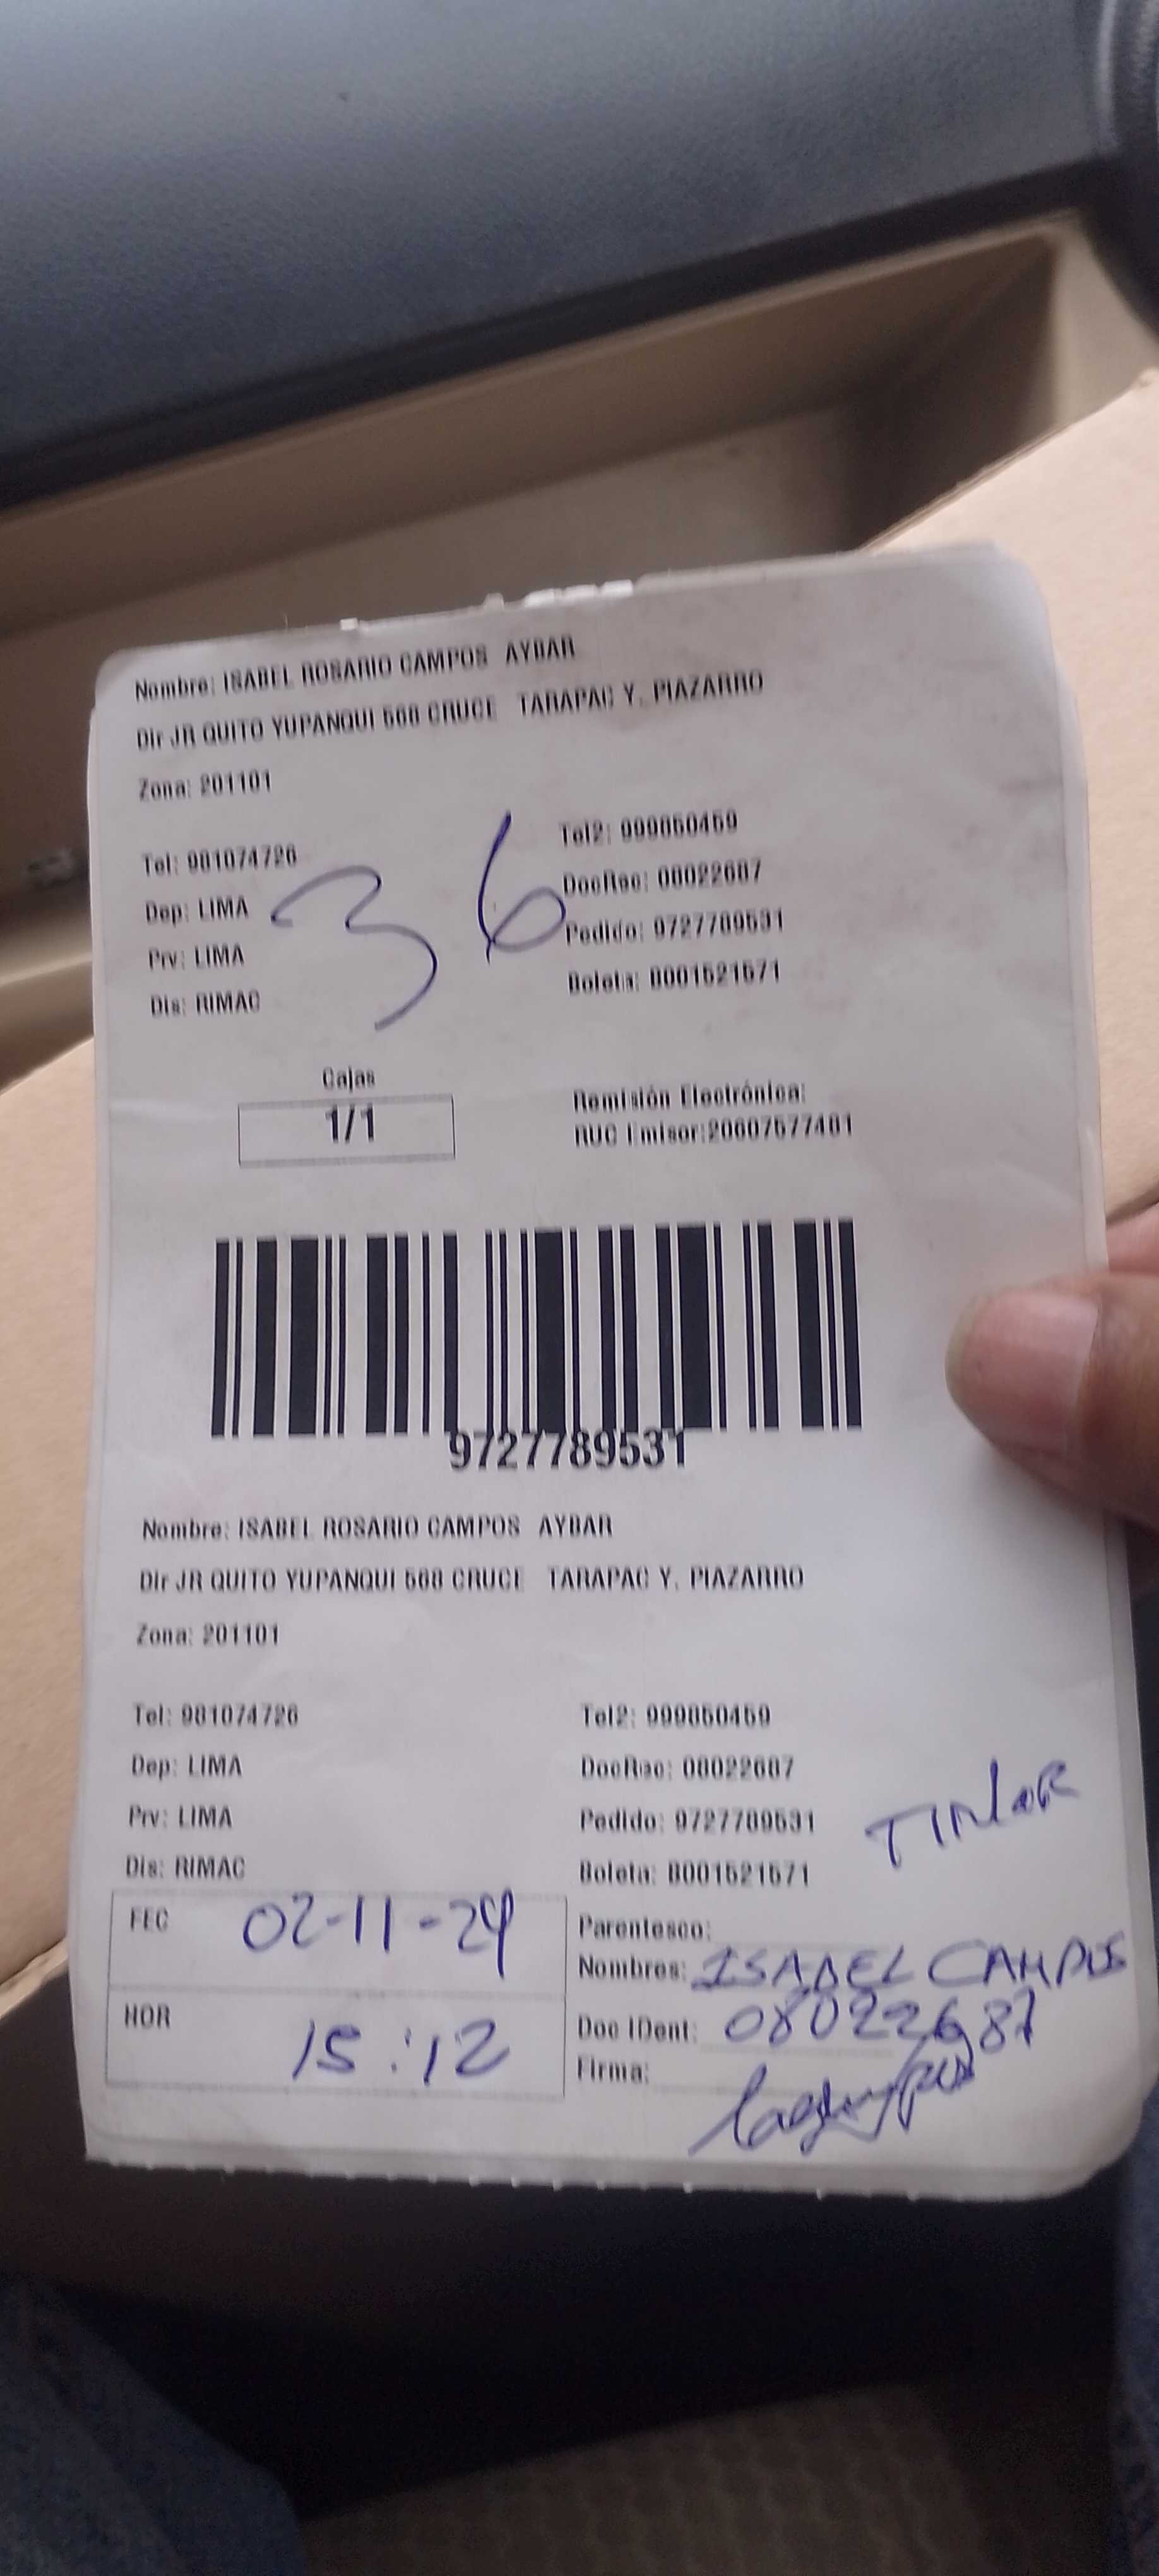 Nombre: ISABEL ROSARIO CAMPOS AYBAR
Dir JR QUITO YUPANQUI 568 CRUCE TARAPAC Y. PIAZARRO
Zona: 201101
Tel: 981074726 Tel2: 999850459
Dep: LIMA DocRec: 08022687
Prv: LIMA Pedido: 9727789531
Dis: RIMAC Boleta: B001521571
36
Cajas
1/1
Remisión Electrónica:
RUC Emisor:20607577481
9727789531
Nombre: ISABEL ROSARIO CAMPOS AYBAR
Dir JR QUITO YUPANQUI 568 CRUCE TARAPAC Y. PIAZARRO
Zona: 201101
Tel: 981074726 Tel2: 999850459
Dep: LIMA DocRec: 08022687
Prv: LIMA Pedido: 9727789531
Dis: RIMAC Boleta: B001521571
FEC 02-11-24
Parentesco:
Nombres: ISABEL CAMPOS
HOR 15:12
Doc IDent: 08022687
Firma: